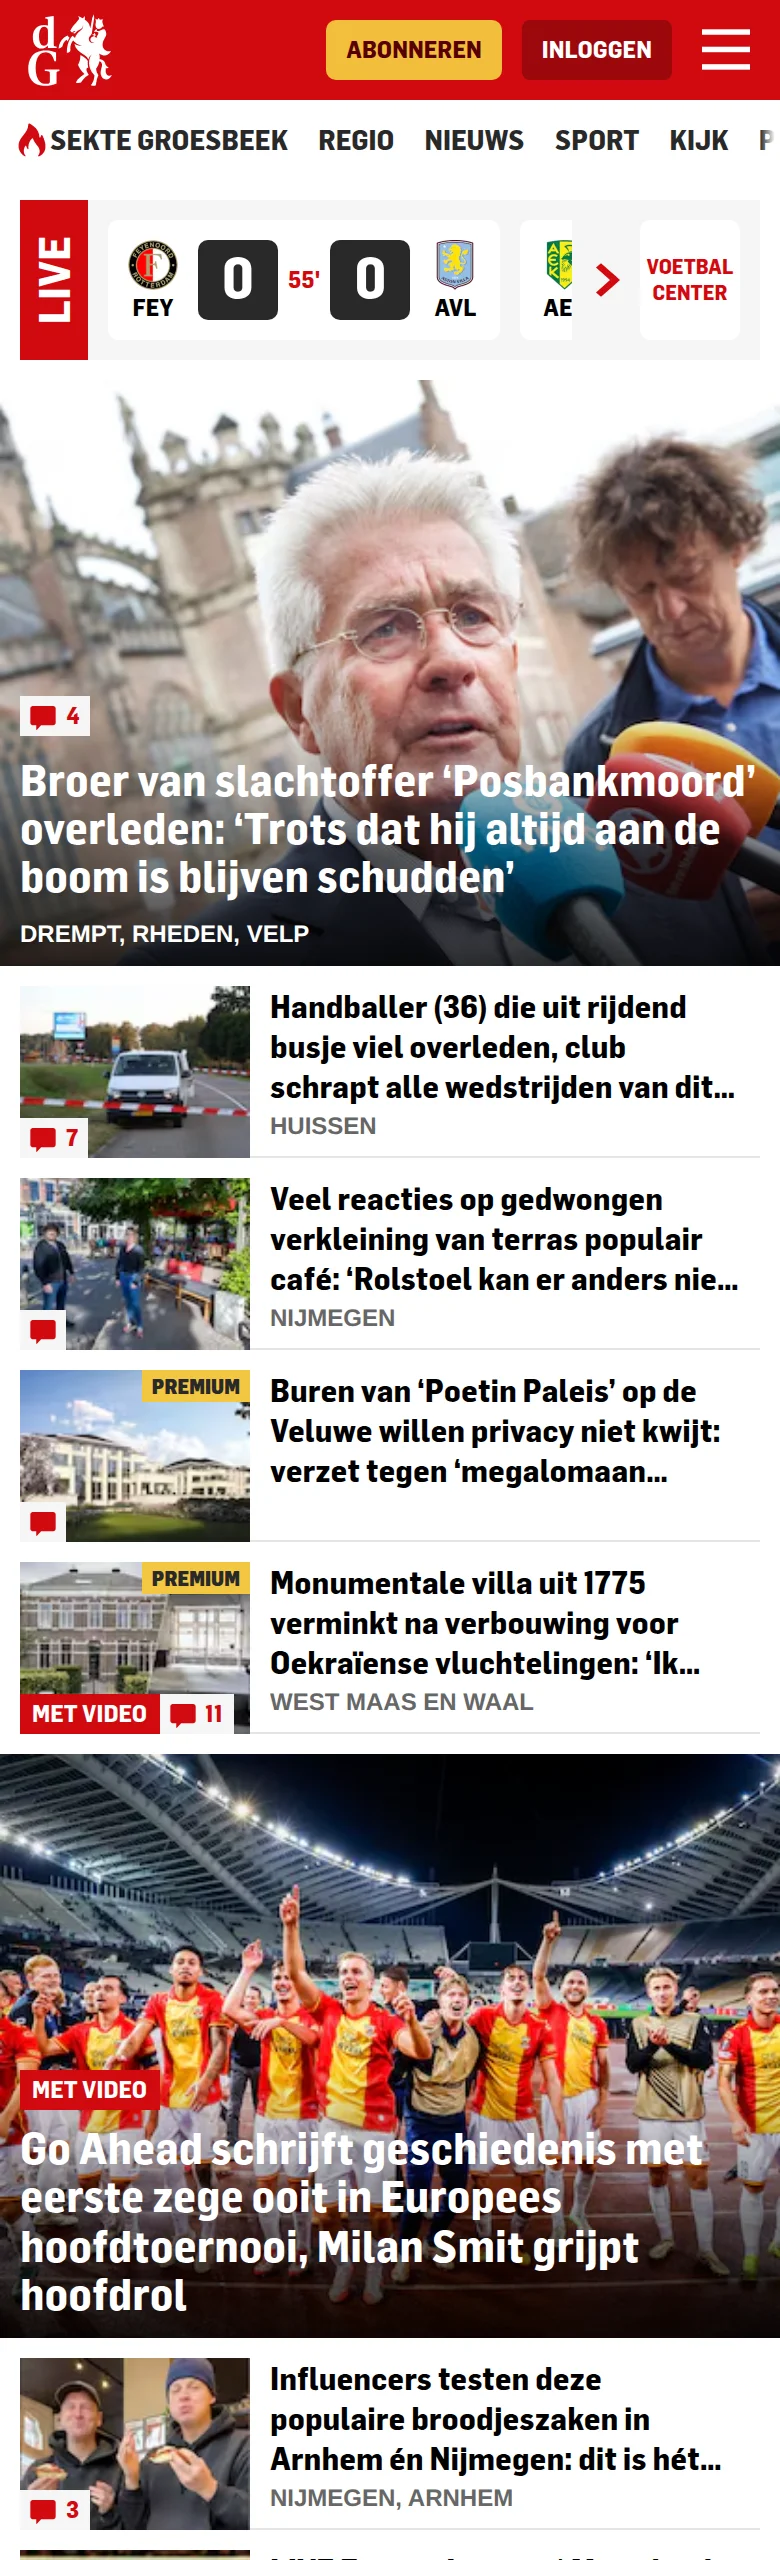 dG
ABONNEREN
INLOGGEN
SEKTE GROESBEEK
REGIO
NIEUWS
SPORT
KIJK
P
LIVE
FEY
0
55'
0
AVL
AE
VOETBAL
CENTER
4
Broer van slachtoffer ‘Posbankmoord’
overleden: ‘Trots dat hij altijd aan de
boom is blijven schudden’
DREMPT, RHEDEN, VELP
Handballer (36) die uit rijdend
busje viel overleden, club
schrapt alle wedstrijden van dit...
HUISSEN
7
Veel reacties op gedwongen
verkleining van terras populair
café: ‘Rolstoel kan er anders nie...
NIJMEGEN
PREMIUM
Buren van ‘Poetin Paleis’ op de
Veluwe willen privacy niet kwijt:
verzet tegen ‘megalomaan...
PREMIUM
Monumentale villa uit 1775
verminkt na verbouwing voor
Oekraïense vluchtelingen: ‘Ik...
WEST MAAS EN WAAL
MET VIDEO
11
MET VIDEO
Go Ahead schrijft geschiedenis met
eerste zege ooit in Europees
hoofdtoernooi, Milan Smit grijpt
hoofdrol
Influencers testen deze
populaire broodjeszaken in
Arnhem én Nijmegen: dit is hét...
NIJMEGEN, ARNHEM
3